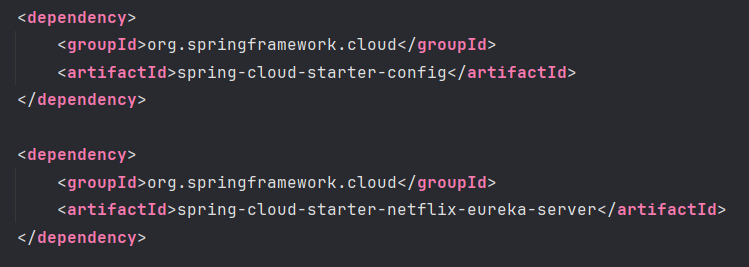 <dependency>
    <groupId>org.springframework.cloud</groupId>
    <artifactId>spring-cloud-starter-config</artifactId>
</dependency>

<dependency>
    <groupId>org.springframework.cloud</groupId>
    <artifactId>spring-cloud-starter-netflix-eureka-server</artifactId>
</dependency>